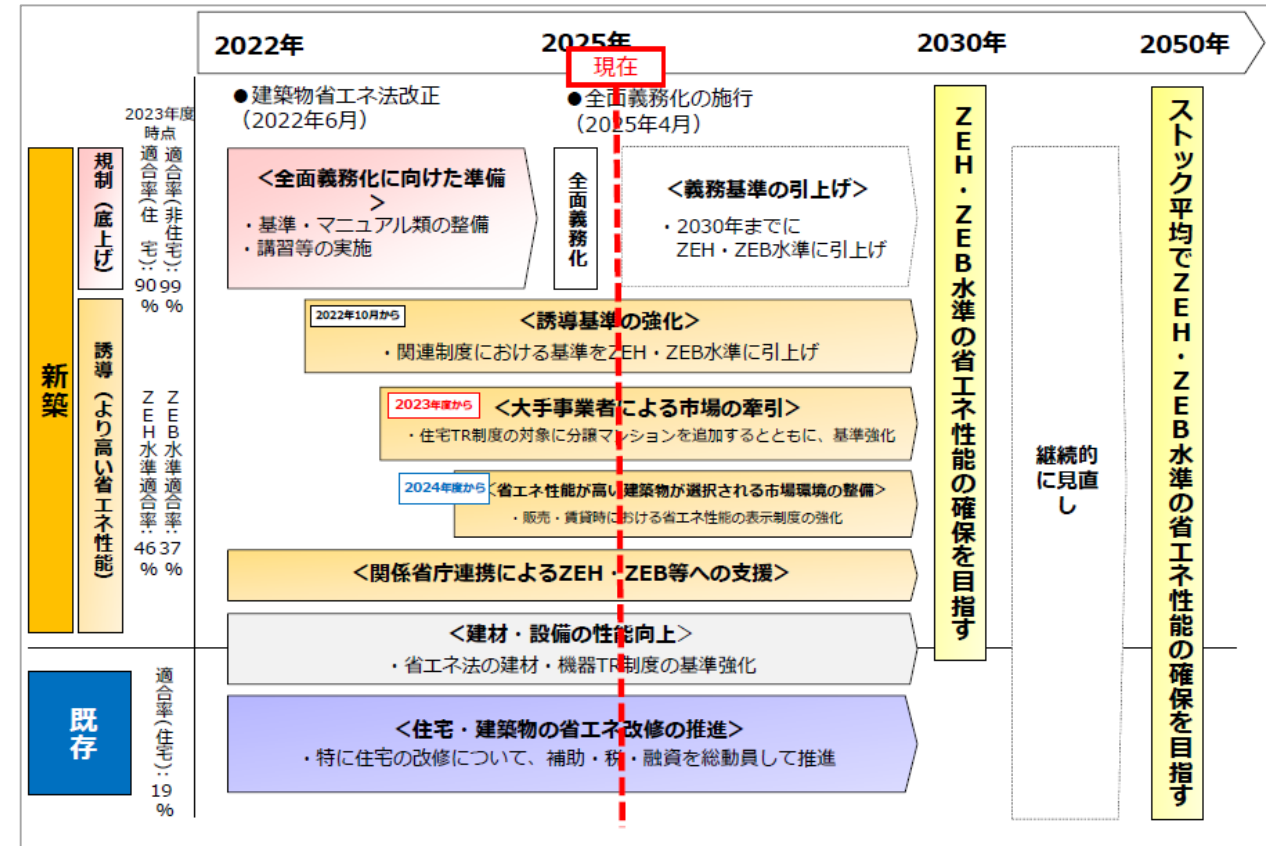 2022年
2025年
2030年
2050年
現在
●建築物省エネ法改正
(2022年6月)
●全面義務化の施行
(2025年4月)
2023年度
時点
新築
規制(底上げ)
適合率(住 宅):90%
適合率(非住宅):99%
<全面義務化に向けた準備
>
・基準・マニュアル類の整備
・講習等の実施
全面義務化
<義務基準の引上げ>
・2030年までに
ZEH・ZEB水準に引上げ
誘導(より高い省エネ性能)
ZEH水準適合率:46%
ZEB水準適合率:37%
2022年10月から
<誘導基準の強化>
・関連制度における基準をZEH・ZEB水準に引上げ
2023年度から
<大手事業者による市場の牽引>
・住宅TR制度の対象に分譲マンションを追加するとともに、基準強化
2024年度から
<省エネ性能が高い建築物が選択される市場環境の整備>
・販売・賃貸時における省エネ性能の表示制度の強化
<関係省庁連携によるZEH・ZEB等への支援>
<建材・設備の性能向上>
・省エネ法の建材・機器TR制度の基準強化
既存
適合率(住宅):19%
<住宅・建築物の省エネ改修の推進>
・特に住宅の改修について、補助・税・融資を総動員して推進
ZEH・ZEB水準の省エネ性能の確保を目指す
継続的
に見直
し
ストック平均でZEH・ZEB水準の省エネ性能の確保を目指す